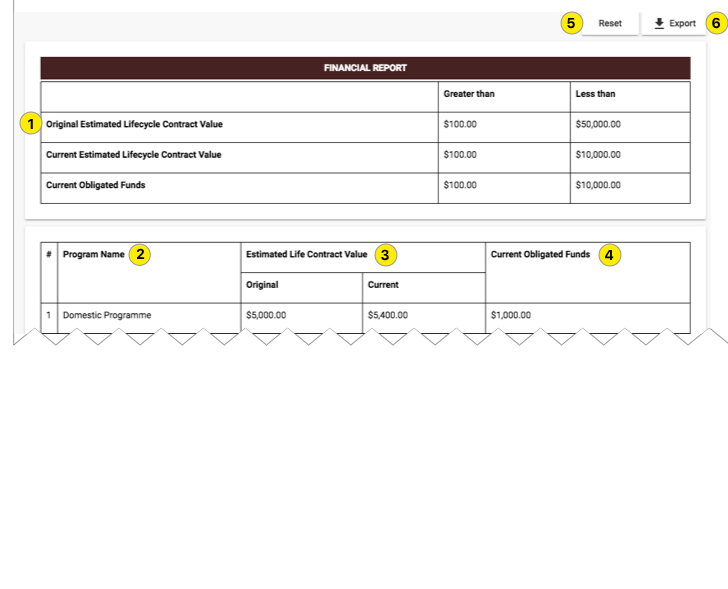 5 Reset Export 6
FINANCIAL REPORT
Greater than Less than
1 Original Estimated Lifecycle Contract Value $100.00 $50,000.00
Current Estimated Lifecycle Contract Value $100.00 $10,000.00
Current Obligated Funds $100.00 $10,000.00
# Program Name 2 Estimated Life Contract Value 3 Current Obligated Funds 4
Original Current
1 Domestic Programme $5,000.00 $5,400.00 $1,000.00